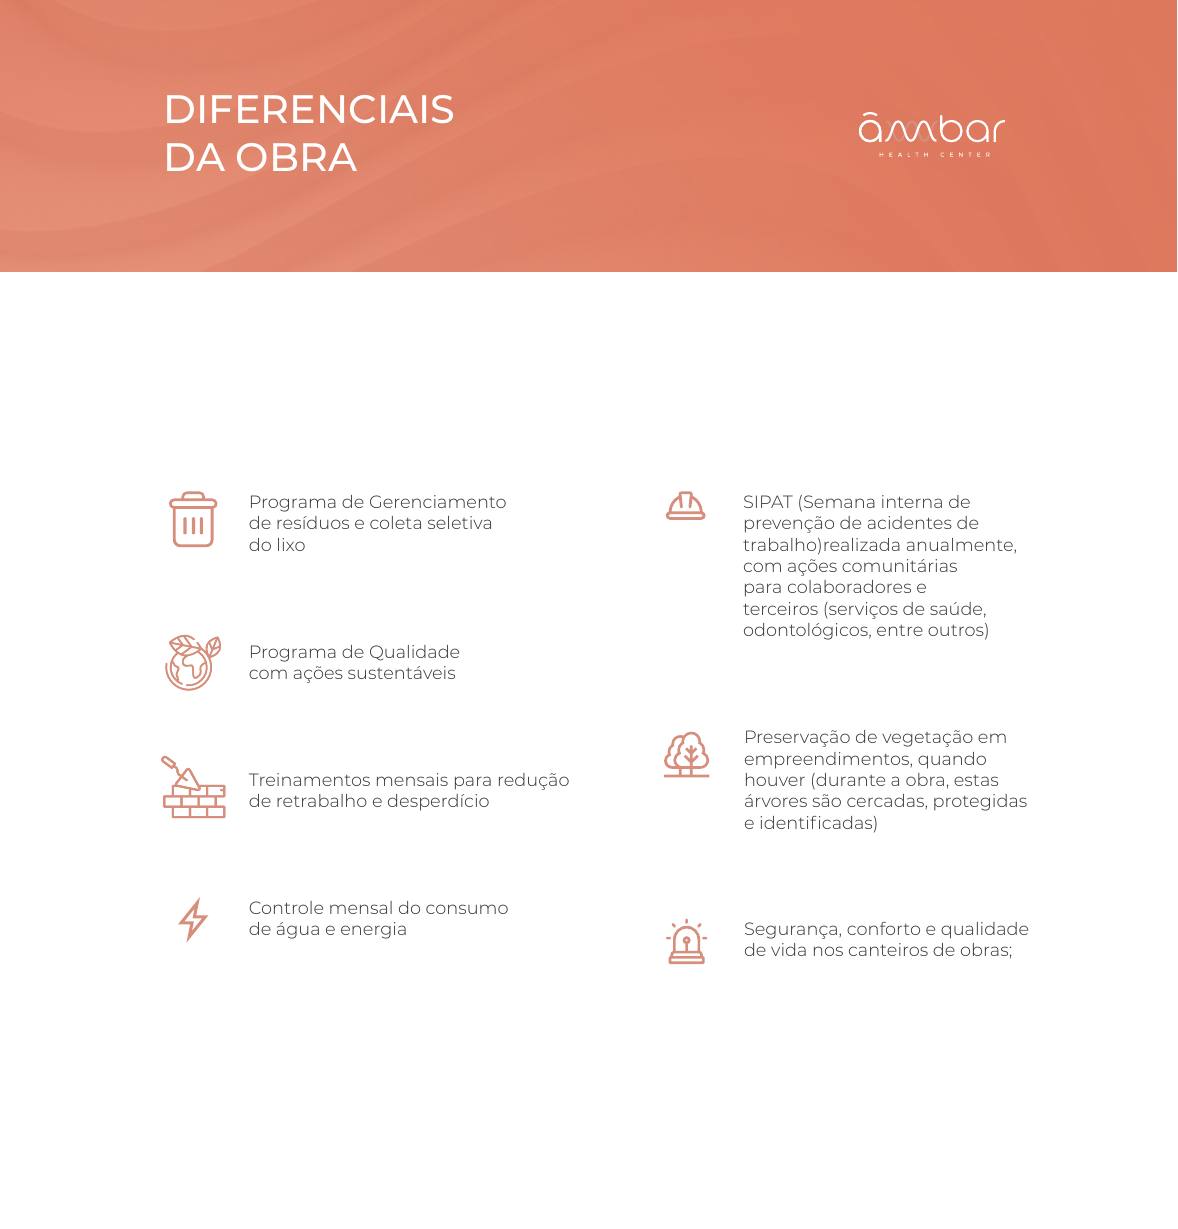 DIFERENCIAIS
DA OBRA
âmbar
HEALTH CENTER
Programa de Gerenciamento
de resíduos e coleta seletiva
do lixo
Programa de Qualidade
com ações sustentáveis
Treinamentos mensais para redução
de retrabalho e desperdício
Controle mensal do consumo
de água e energia
SIPAT (Semana interna de
prevenção de acidentes de
trabalho)realizada anualmente,
com ações comunitárias
para colaboradores e
terceiros (serviços de saúde,
odontológicos, entre outros)
Preservação de vegetação em
empreendimentos, quando
houver (durante a obra, estas
árvores são cercadas, protegidas
e identificadas)
Segurança, conforto e qualidade
de vida nos canteiros de obras;